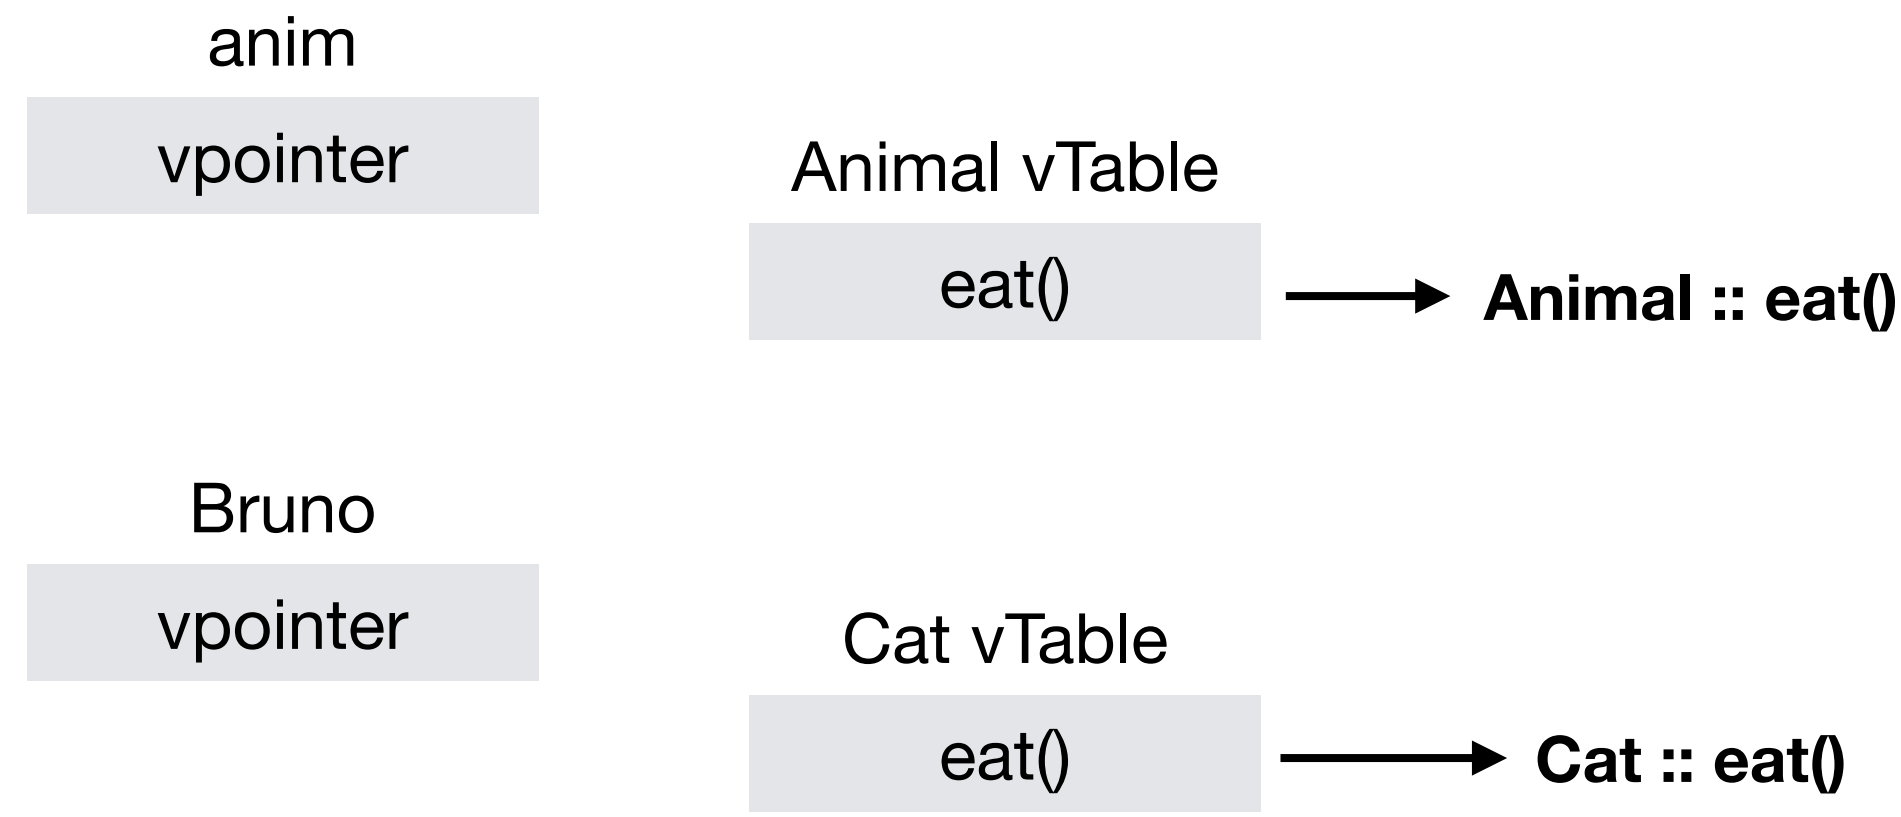 anim
vpointer
Animal vTable
eat()
Animal :: eat()
Bruno
vpointer
Cat vTable
eat()
Cat :: eat()